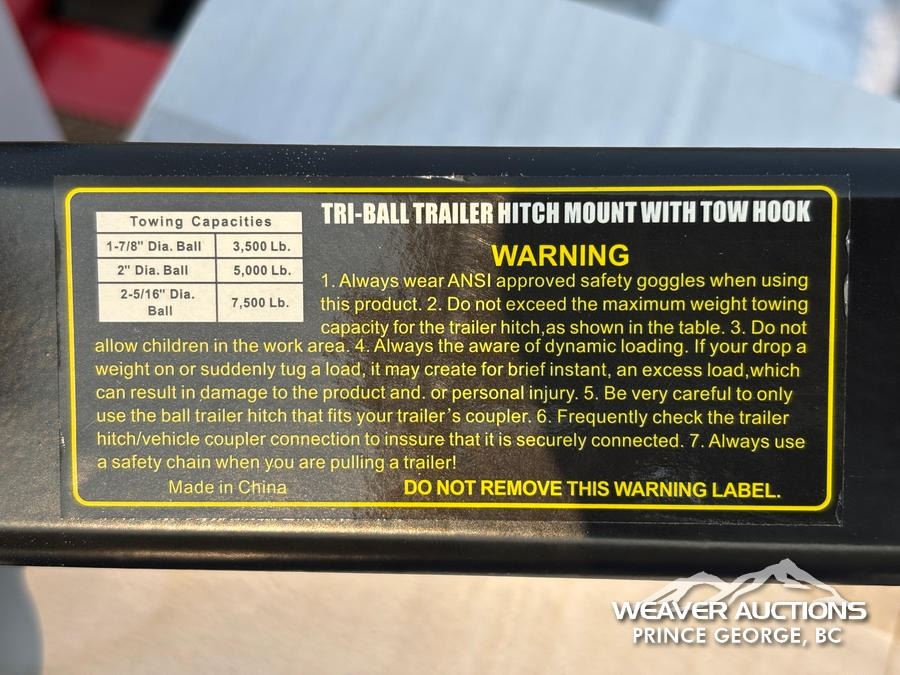 TRI-BALL TRAILER HITCH MOUNT WITH TOW HOOK
Towing Capacities
1-7/8" Dia. Ball 3,500 Lb.
2" Dia. Ball 5,000 Lb.
2-5/16" Dia.
Ball 7,500 Lb.
WARNING
1. Always wear ANSI approved safety goggles when using
this product. 2. Do not exceed the maximum weight towing
capacity for the trailer hitch,as shown in the table. 3. Do not
allow children in the work area. 4. Always the aware of dynamic loading. If your drop a
weight on or suddenly tug a load, it may create for brief instant, an excess load,which
can result in damage to the product and. or personal injury. 5. Be very careful to only
use the ball trailer hitch that fits your trailer's coupler. 6. Frequently check the trailer
hitch/vehicle coupler connection to inssure that it is securely connected. 7. Always use
a safety chain when you are pulling a trailer!
Made in China DO NOT REMOVE THIS WARNING LABEL.
WEAVER AUCTIONS
PRINCE GEORGE, BC